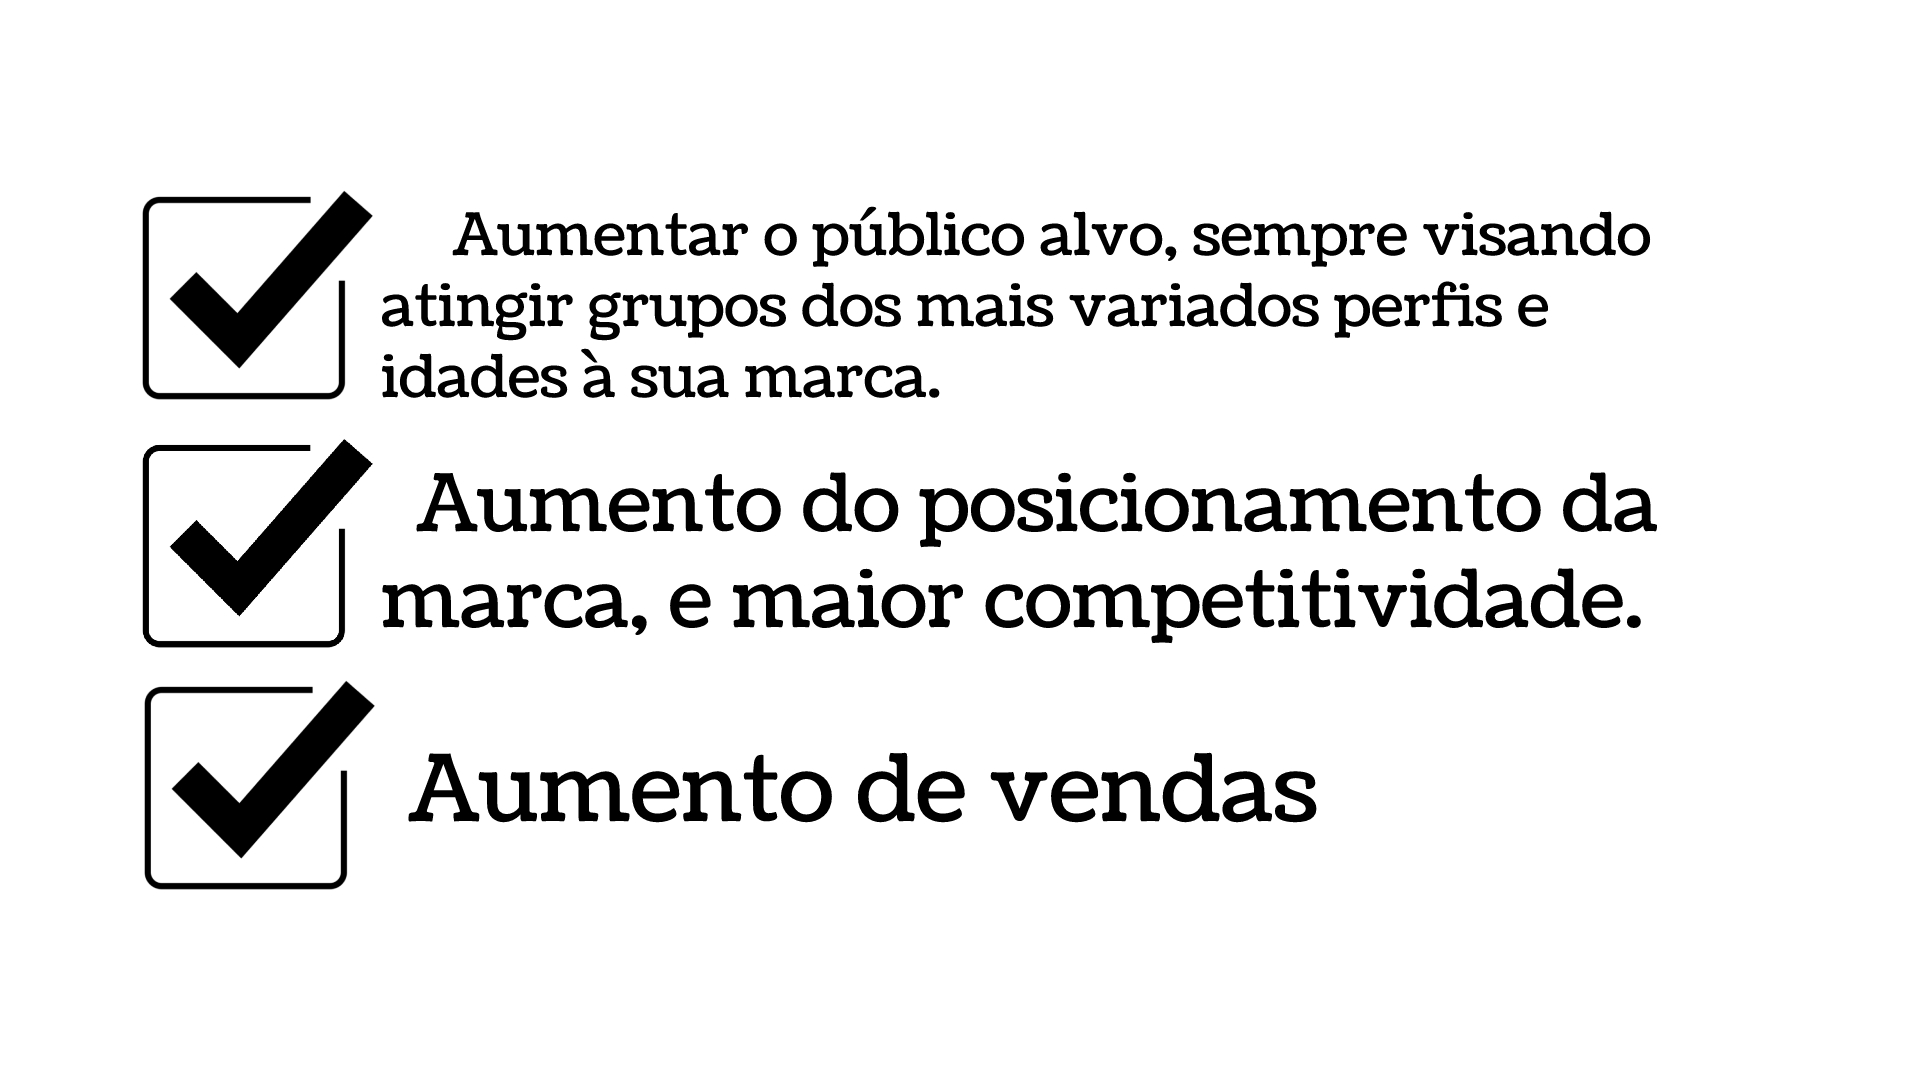 Aumentar o público alvo, sempre visando
atingir grupos dos mais variados perfis e
idades à sua marca.
Aumento do posicionamento da
marca, e maior competitividade.
Aumento de vendas